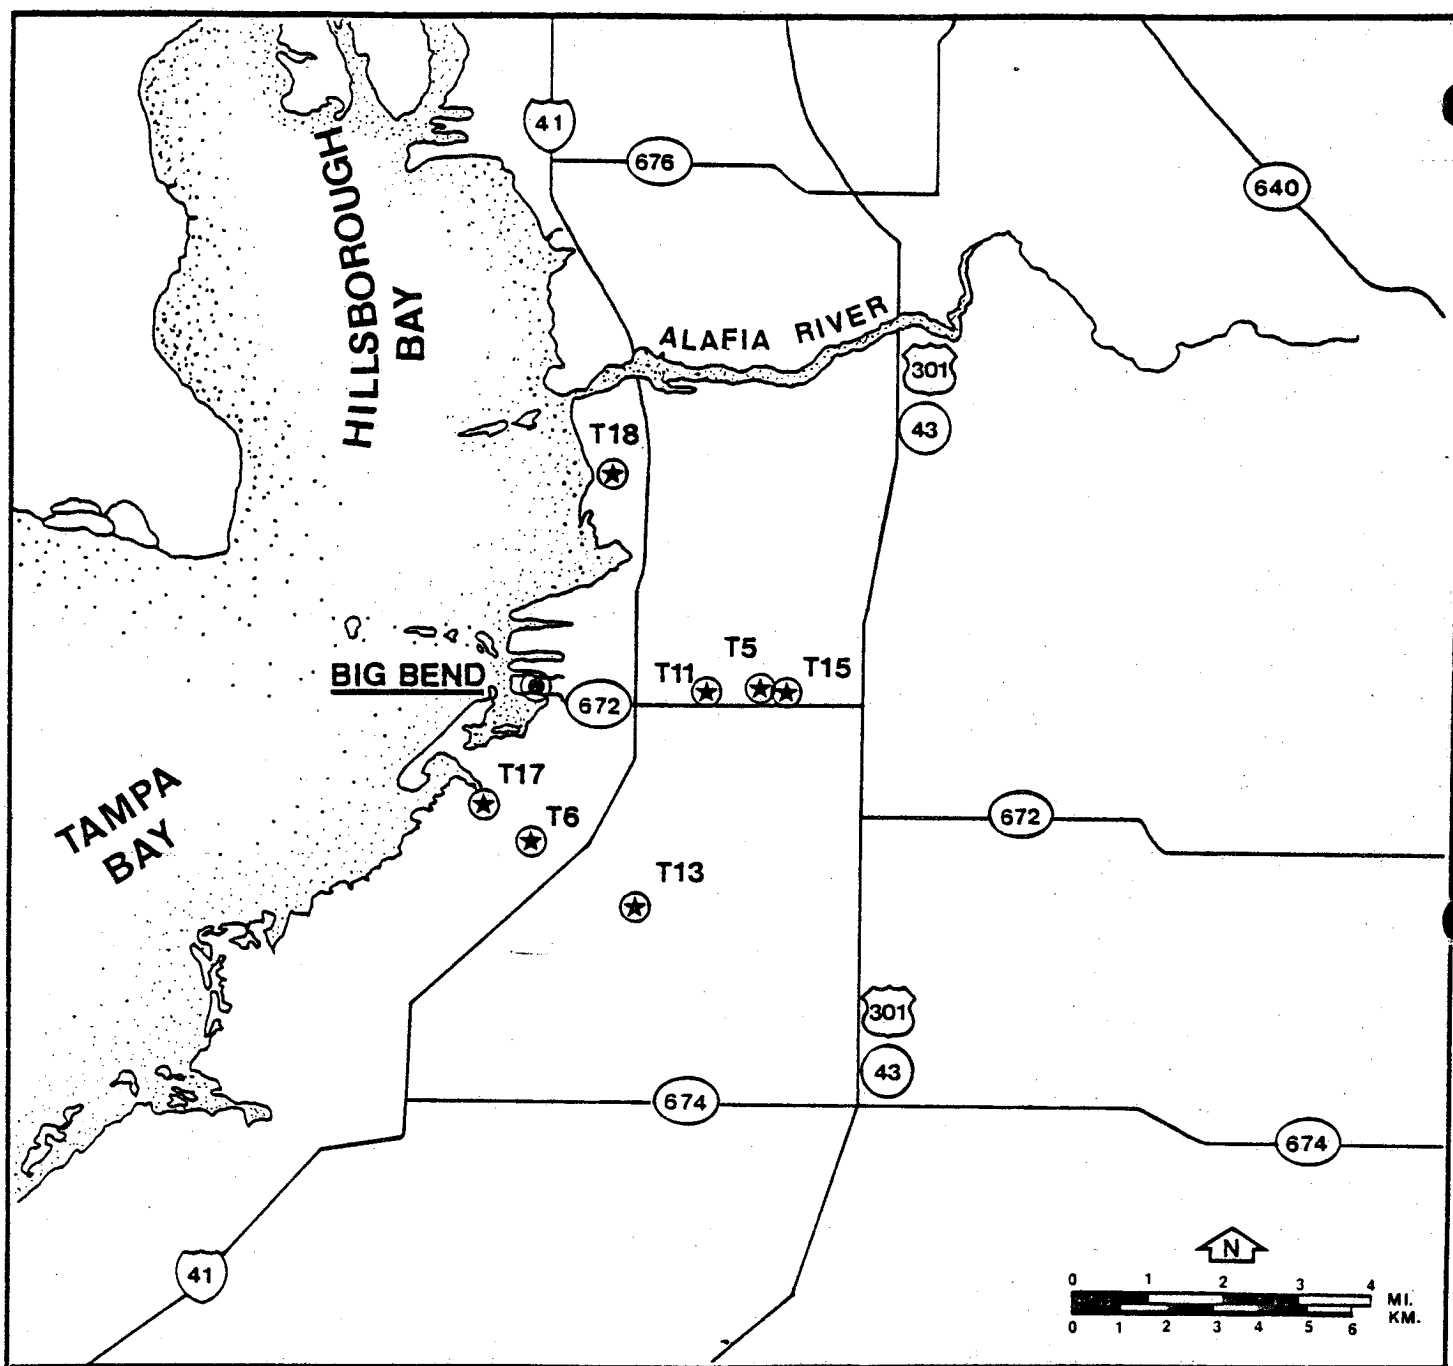 41
676
640
HILLSBOROUGH
BAY
ALAFIA RIVER
301
43
T18
T5
T11
T15
BIG BEND
672
T17
T6
672
TAMPA
BAY
T13
301
43
674
674
N
41
0 1 2 3 4
MI.
KM.
0 1 2 3 4 5 6